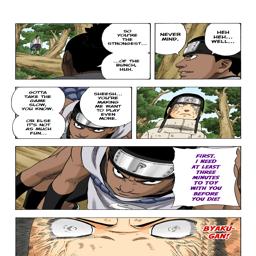 SO
YOU'RE
THE
STRONGEST...
...OF THE
BUNCH,
HUH.
NEVER
MIND.
HEH
HEH...
WELL...
GOTTA
TAKE THE
GAME
SLOW,
YOU KNOW.
OR ELSE
IT'S NOT
AS MUCH
FUN...
SHEESH...
YOU'RE
MAKING
ME WANT
TO PLAY
EVEN
MORE.
FIRST,
I NEED
AT LEAST
THREE
MINUTES
TO TOY
WITH YOU
BEFORE
YOU DIE!
BYAKU-
GAN!